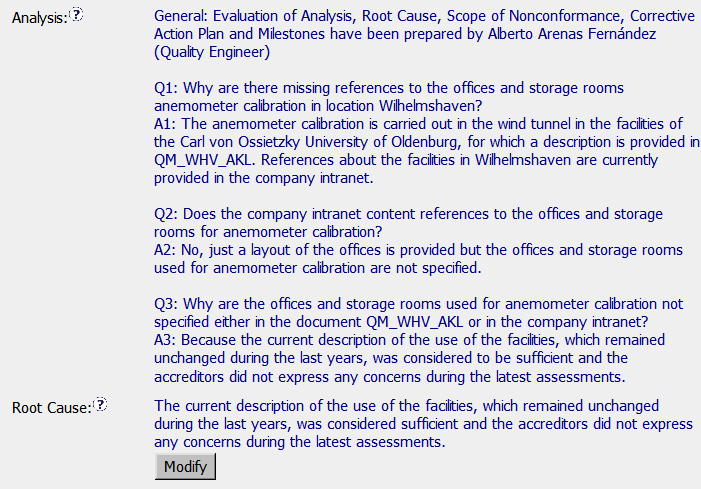 Analysis:? General: Evaluation of Analysis, Root Cause, Scope of Nonconformance, Corrective
Action Plan and Milestones have been prepared by Alberto Arenas Fernández
(Quality Engineer)
Q1: Why are there missing references to the offices and storage rooms
anemometer calibration in location Wilhelmshaven?
A1: The anemometer calibration is carried out in the wind tunnel in the facilities of
the Carl von Ossietzky University of Oldenburg, for which a description is provided in
QM_WHV_AKL. References about the facilities in Wilhelmshaven are currently
provided in the company intranet.
Q2: Does the company intranet content references to the offices and storage
rooms for anemometer calibration?
A2: No, just a layout of the offices is provided but the offices and storage rooms
used for anemometer calibration are not specified.
Q3: Why are the offices and storage rooms used for anemometer calibration not
specified either in the document QM_WHV_AKL or in the company intranet?
A3: Because the current description of the use of the facilities, which remained
unchanged during the last years, was considered to be sufficient and the
accreditors did not express any concerns during the latest assessments.
Root Cause:? The current description of the use of the facilities, which remained unchanged
during the last years, was considered sufficient and the accreditors did not express
any concerns during the latest assessments.
Modify